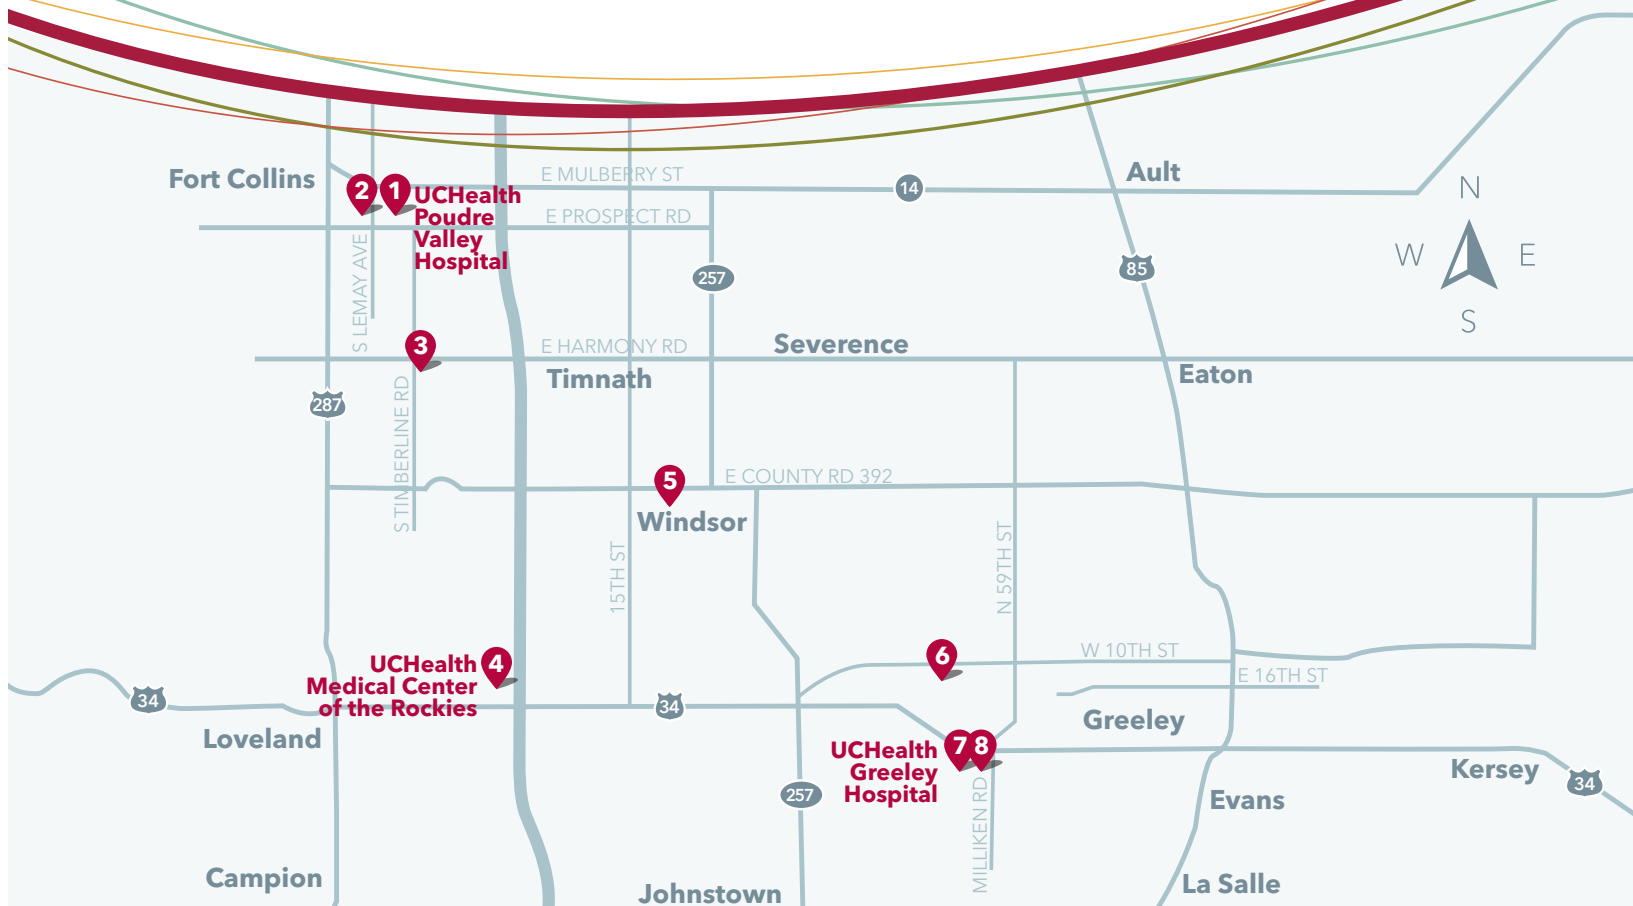 Fort Collins
2
1
UCHealth
Poudre
Valley
Hospital
E MULBERRY ST
14
Ault
N
W
E
S
E PROSPECT RD
S LEMAY AVE
257
85
3
E HARMONY RD
Severence
Timnath
Eaton
287
S TIMBERLINE RD
5
E COUNTY RD 392
Windsor
15TH ST
N 59TH ST
UCHealth
Medical Center
of the Rockies
4
6
W 10TH ST
E 16TH ST
34
34
Loveland
Greeley
UCHealth
Greeley
Hospital
7
8
Kersey
34
257
MILLIKEN RD
Evans
Campion
Johnstown
La Salle